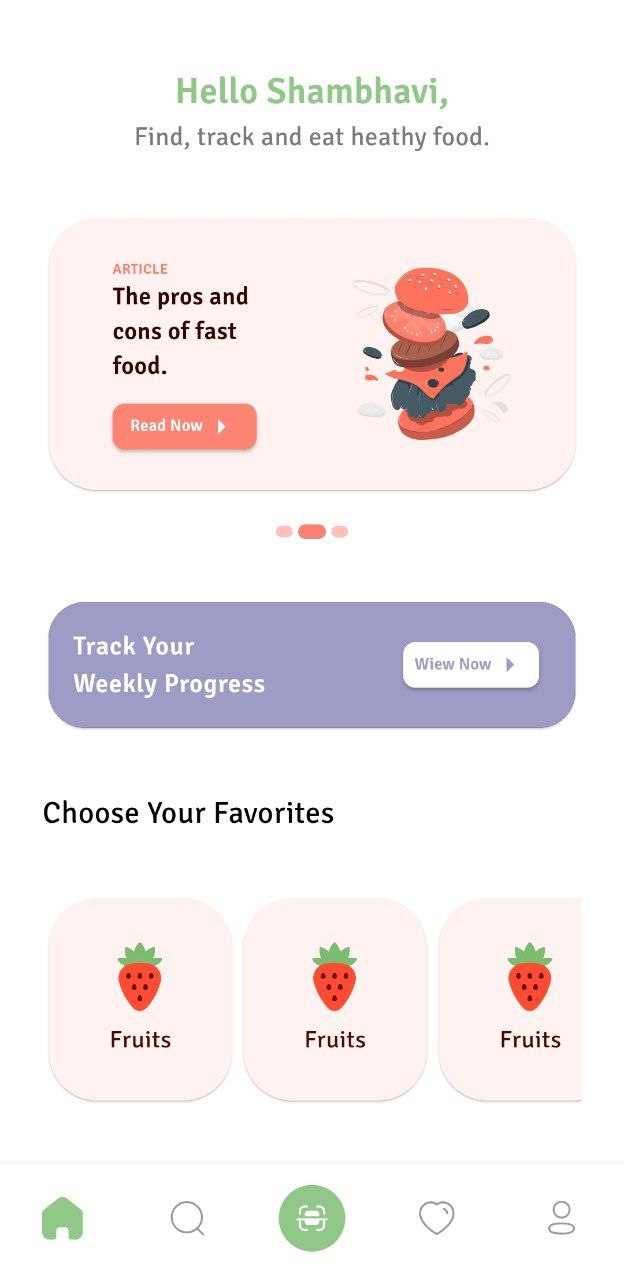 Hello Shambhavi,
Find, track and eat heathy food.
ARTICLE
The pros and
cons of fast
food.
Read Now
Track Your
Weekly Progress
Wiew Now
Choose Your Favorites
Fruits
Fruits
Fruits